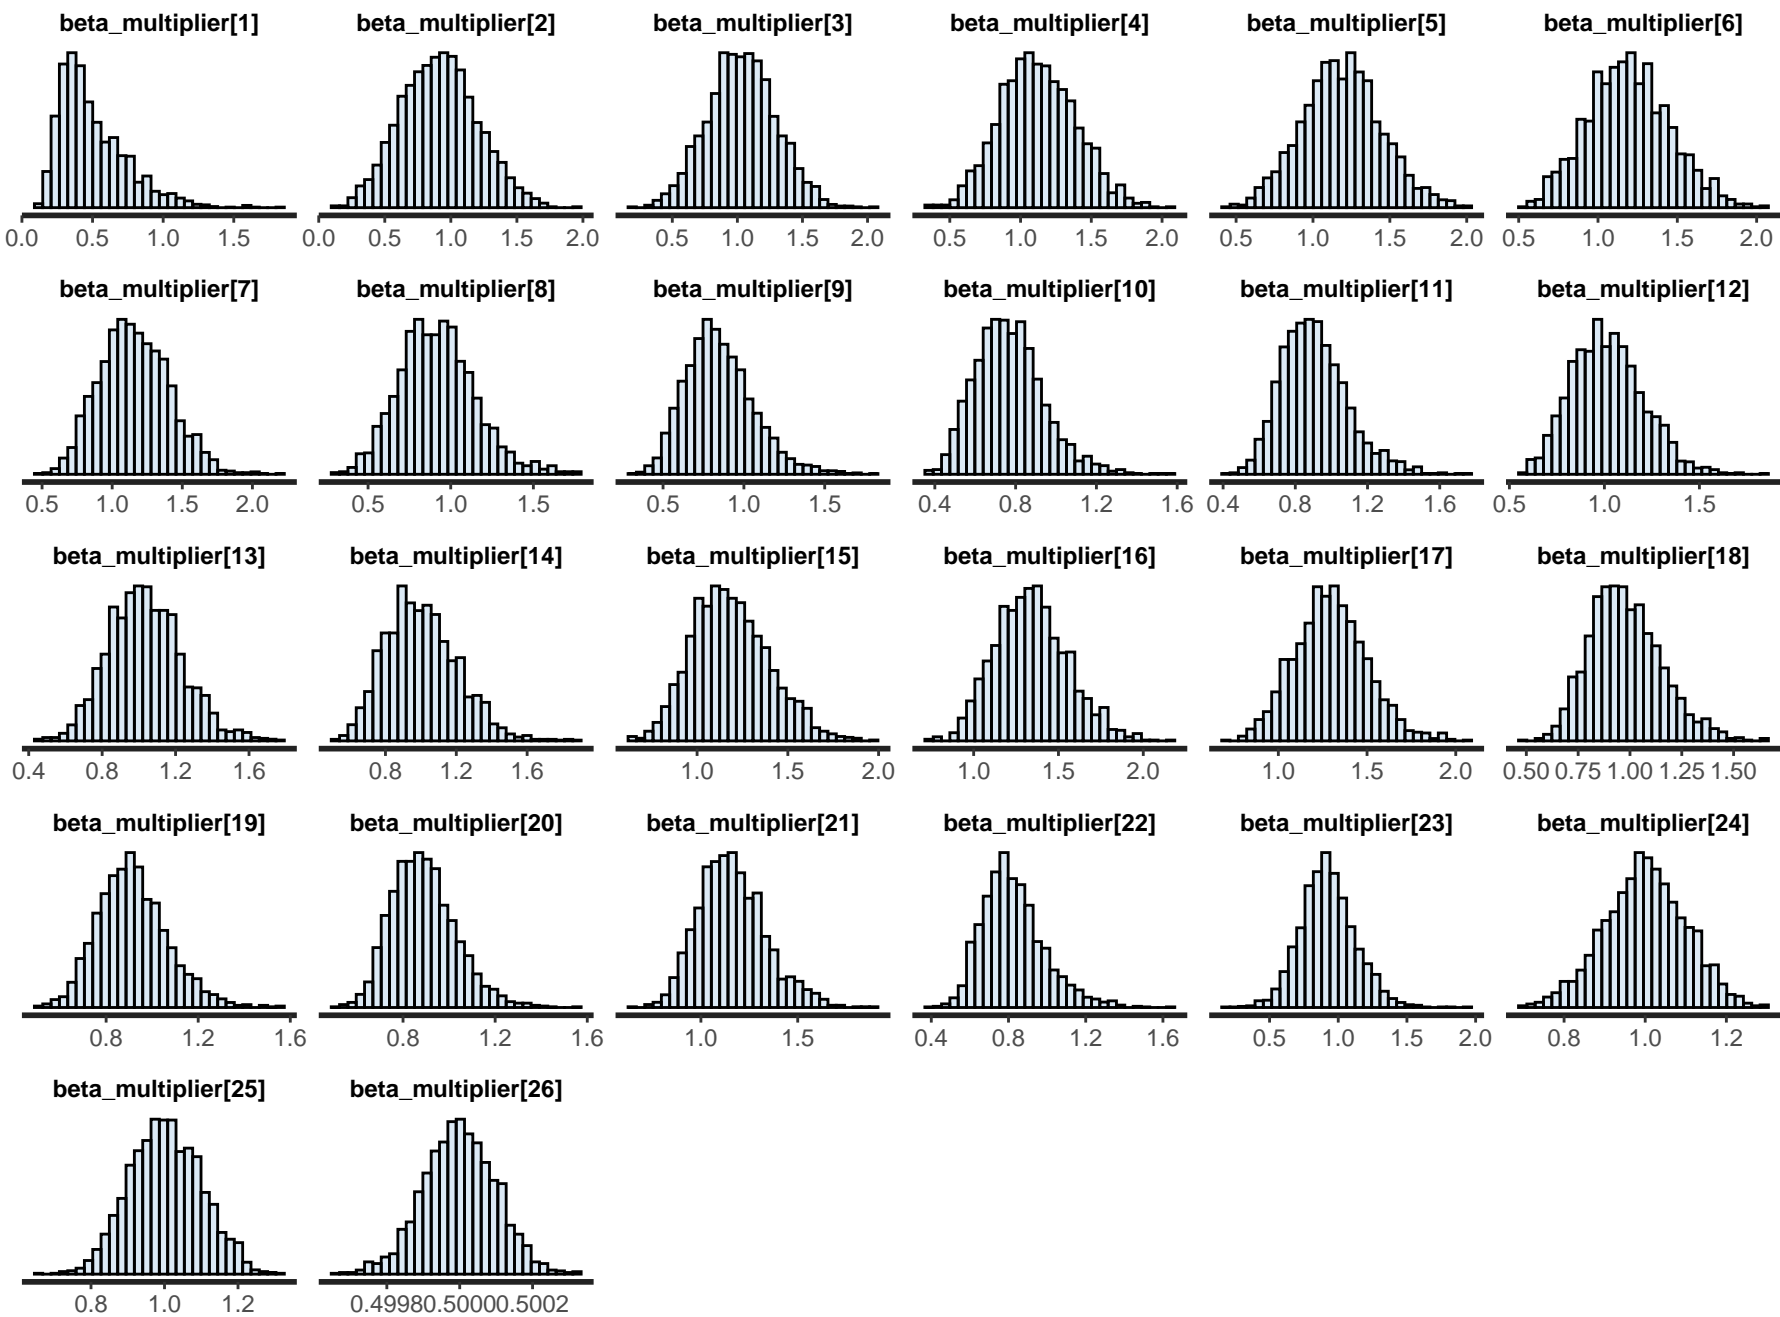 beta_multiplier[1] beta_multiplier[2] beta_multiplier[3] beta_multiplier[4] beta_multiplier[5] beta_multiplier[6]
0.0 0.5 1.0 1.5 0.0 0.5 1.0 1.5 2.0 0.5 1.0 1.5 2.0 0.5 1.0 1.5 2.0 0.5 1.0 1.5 2.0 0.5 1.0 1.5 2.0
beta_multiplier[7] beta_multiplier[8] beta_multiplier[9] beta_multiplier[10] beta_multiplier[11] beta_multiplier[12]
0.5 1.0 1.5 2.0 0.5 1.0 1.5 0.5 1.0 1.5 0.4 0.8 1.2 1.6 0.4 0.8 1.2 1.6 0.5 1.0 1.5
beta_multiplier[13] beta_multiplier[14] beta_multiplier[15] beta_multiplier[16] beta_multiplier[17] beta_multiplier[18]
0.4 0.8 1.2 1.6 0.8 1.2 1.6 1.0 1.5 2.0 1.0 1.5 2.0 1.0 1.5 2.0 0.50 0.75 1.00 1.25 1.50
beta_multiplier[19] beta_multiplier[20] beta_multiplier[21] beta_multiplier[22] beta_multiplier[23] beta_multiplier[24]
0.8 1.2 1.6 0.8 1.2 1.6 1.0 1.5 0.4 0.8 1.2 1.6 0.5 1.0 1.5 2.0 0.8 1.0 1.2
beta_multiplier[25] beta_multiplier[26]
0.8 1.0 1.2 0.4998 0.5000 0.5002